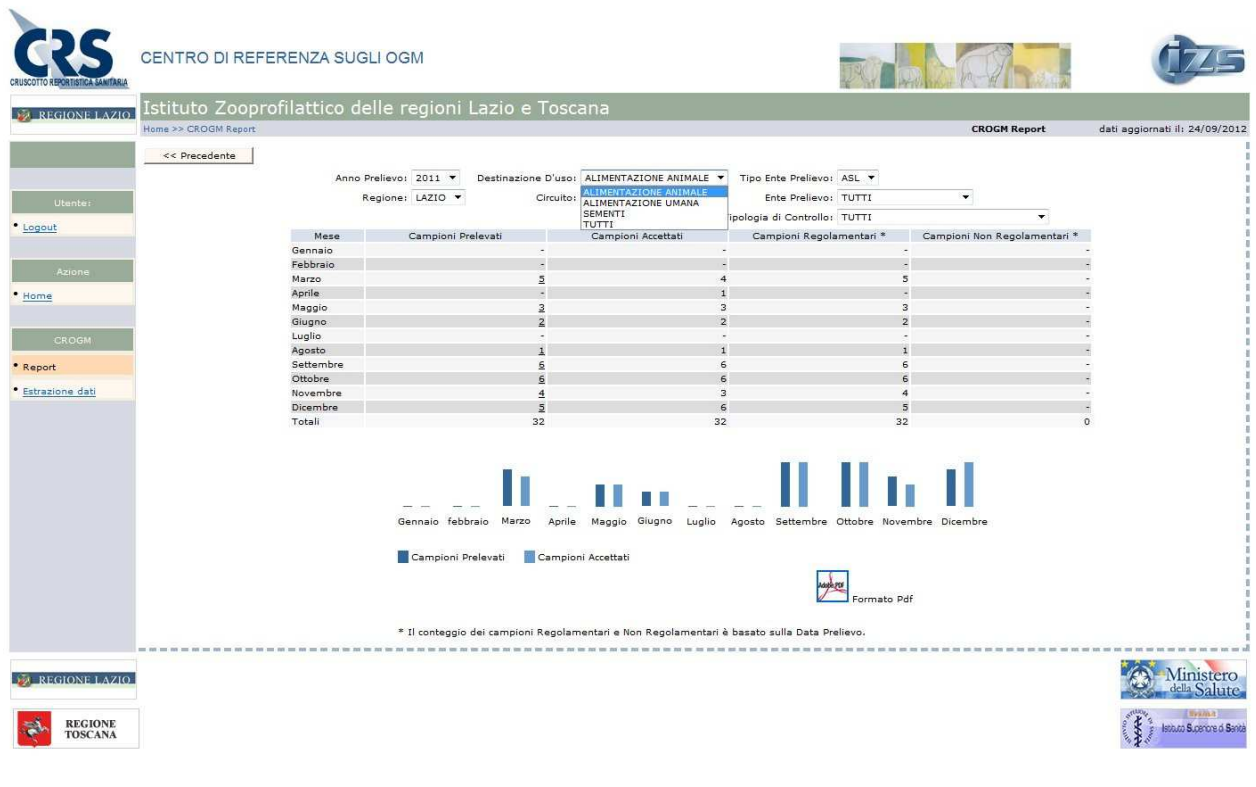 CRS
CRUSCOTTO REPORTISTICA SANITARIA
CENTRO DI REFERENZA SUGLI OGM
izs
REGIONE LAZIO
Istituto Zooprofilattico delle regioni Lazio e Toscana
Home >> CROGM Report CROGM Report dati aggiornati il: 24/09/2012
<< Precedente
Anno Prelievo: 2011 Destinazione D'uso: ALIMENTAZIONE ANIMALE Tipo Ente Prelievo: ASL
Regione: LAZIO Circuito: Ente Prelievo: TUTTI
ALIMENTAZIONE ANIMALE
ALIMENTAZIONE UMANA
SEMENTI
TUTTI
ipologia di Controllo: TUTTI
Utente:
Logout
Azione
Home
CROGM
Report
Estrazione dati
Mese Campioni Prelevati Campioni Accettati Campioni Regolamentari * Campioni Non Regolamentari *
Gennaio - - - -
Febbraio - - - -
Marzo 5 4 5 -
Aprile - 1 - -
Maggio 3 3 3 -
Giugno 2 2 2 -
Luglio - - - -
Agosto 1 1 1 -
Settembre 6 6 6 -
Ottobre 6 6 6 -
Novembre 4 3 4 -
Dicembre 5 6 5 -
Totali 32 32 32 0
Gennaio febbraio Marzo Aprile Maggio Giugno Luglio Agosto Settembre Ottobre Novembre Dicembre
Campioni Prelevati Campioni Accettati
Adobe PDF
Formato Pdf
* Il conteggio dei campioni Regolamentari e Non Regolamentari è basato sulla Data Prelievo.
REGIONE LAZIO
Ministero
della Salute
REGIONE
TOSCANA
Istituto Superiore di Sanità